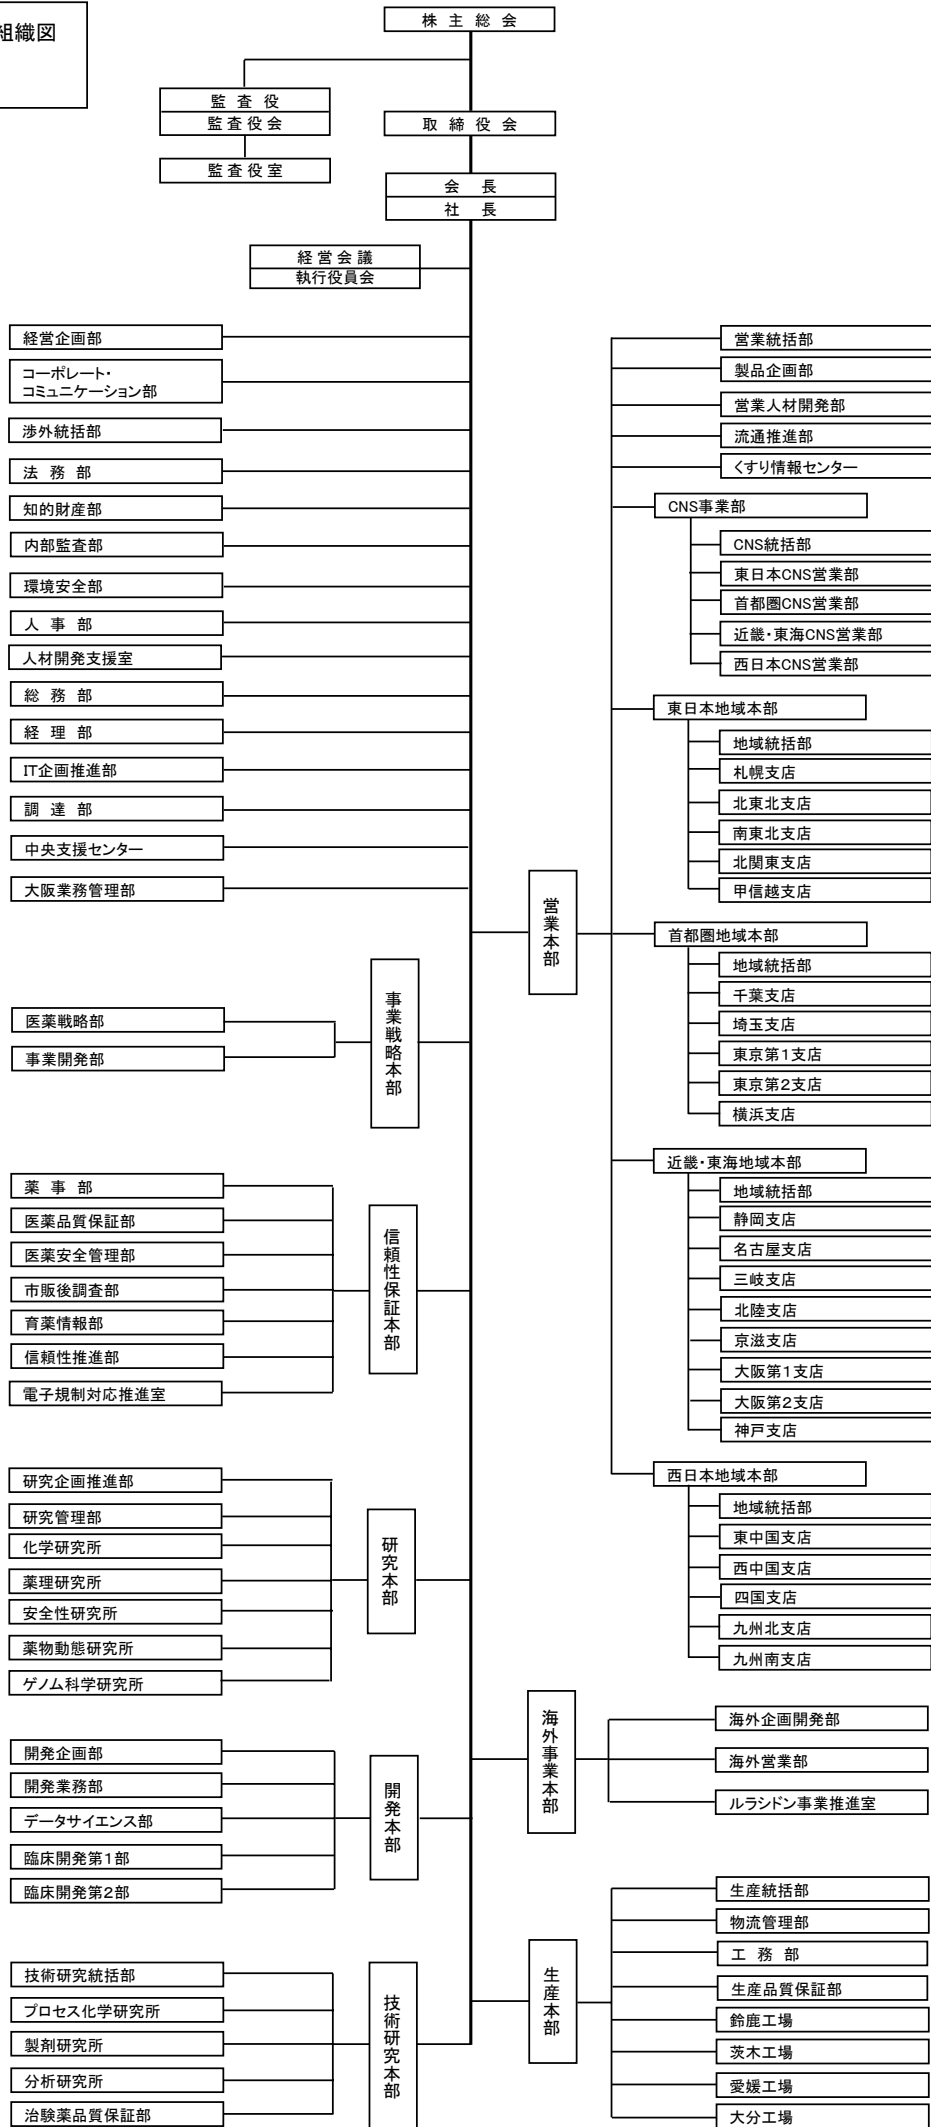 組織図
株 主 総 会
監 査 役
監 査 役 会
取 締 役 会
監 査 役 室
会 長
社 長
経 営 会 議
執行役員会
経営企画部
コーポレート・
コミュニケーション部
渉外統括部
法 務 部
知的財産部
内部監査部
環境安全部
人 事 部
人材開発支援室
総 務 部
経 理 部
IT企画推進部
調 達 部
中央支援センター
大阪業務管理部
事業戦略本部
医薬戦略部
事業開発部
信頼性保証本部
薬 事 部
医薬品質保証部
医薬安全管理部
市販後調査部
育薬情報部
信頼性推進部
電子規制対応推進室
研究本部
研究企画推進部
研究管理部
化学研究所
薬理研究所
安全性研究所
薬物動態研究所
ゲノム科学研究所
開発本部
開発企画部
開発業務部
データサイエンス部
臨床開発第1部
臨床開発第2部
技術研究本部
技術研究統括部
プロセス化学研究所
製剤研究所
分析研究所
治験薬品質保証部
営業本部
営業統括部
製品企画部
営業人材開発部
流通推進部
くすり情報センター
CNS事業部
CNS統括部
東日本CNS営業部
首都圏CNS営業部
近畿・東海CNS営業部
西日本CNS営業部
東日本地域本部
地域統括部
札幌支店
北東北支店
南東北支店
北関東支店
甲信越支店
首都圏地域本部
地域統括部
千葉支店
埼玉支店
東京第1支店
東京第2支店
横浜支店
近畿・東海地域本部
地域統括部
静岡支店
名古屋支店
三岐支店
北陸支店
京滋支店
大阪第1支店
大阪第2支店
神戸支店
西日本地域本部
地域統括部
東中国支店
西中国支店
四国支店
九州北支店
九州南支店
海外事業本部
海外企画開発部
海外営業部
ルラシドン事業推進室
生産本部
生産統括部
物流管理部
工 務 部
生産品質保証部
鈴鹿工場
茨木工場
愛媛工場
大分工場